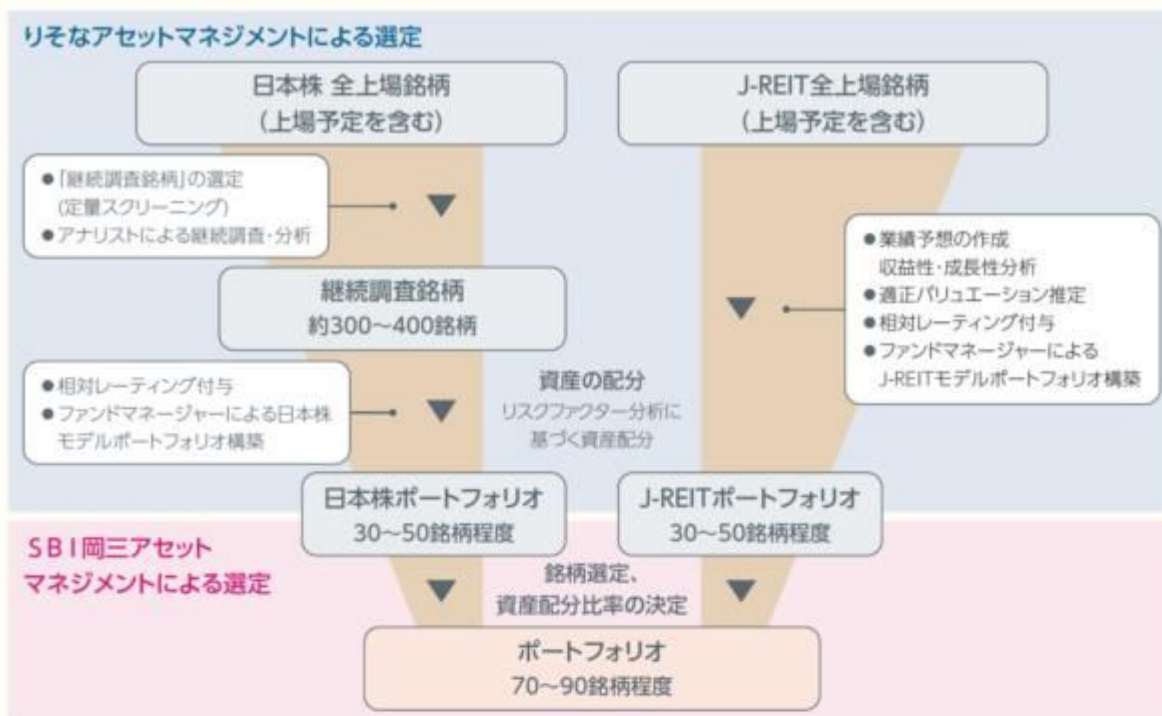 りそなアセットマネジメントによる選定
日本株 全上場銘柄
（上場予定を含む）
J-REIT全上場銘柄
（上場予定を含む）
●「継続調査銘柄」の選定
(定量スクリーニング)
●アナリストによる継続調査・分析
●業績予想の作成
収益性・成長性分析
●適正バリュエーション推定
●相対レーティング付与
●ファンドマネージャーによる
J-REITモデルポートフォリオ構築
継続調査銘柄
約300～400銘柄
●相対レーティング付与
●ファンドマネージャーによる日本株
モデルポートフォリオ構築
資産の配分
リスクファクター分析に
基づく資産配分
日本株ポートフォリオ
30～50銘柄程度
J-REITポートフォリオ
30～50銘柄程度
ＳＢＩ岡三アセット
マネジメントによる選定
銘柄選定、
資産配分比率の決定
ポートフォリオ
70～90銘柄程度